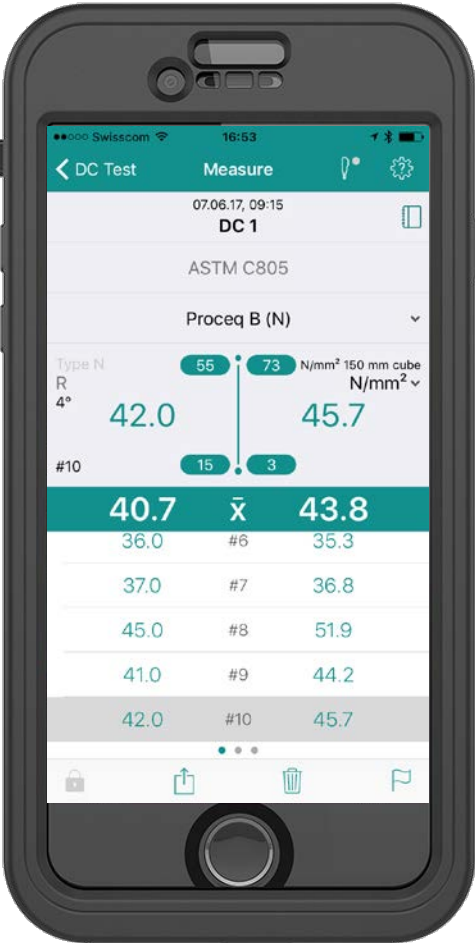 Swisscom 16:53
DC Test Measure
07.06.17, 09:15
DC 1
ASTM C805
Proceq B (N)
Type N 55 73 N/mm² 150 mm cube
R N/mm²
4° 42.0 45.7
#10 15 3
40.7 x̄ 43.8
36.0 #6 35.3
37.0 #7 36.8
45.0 #8 51.9
41.0 #9 44.2
42.0 #10 45.7